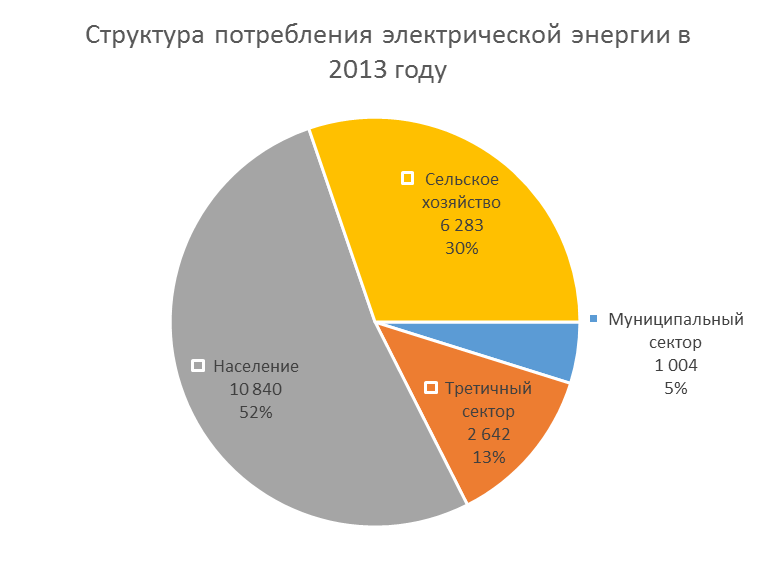 Структура потребления электрической энергии в
2013 году
Сельское
хозяйство
6 283
30%
Муниципальный
сектор
1 004
5%
Третичный
сектор
2 642
13%
Население
10 840
52%